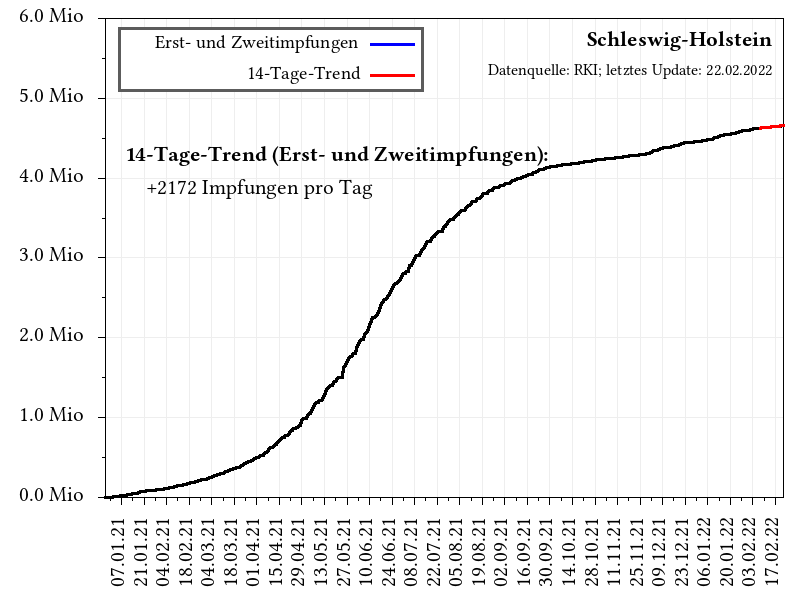 6.0 Mio
5.0 Mio
4.0 Mio
3.0 Mio
2.0 Mio
1.0 Mio
0.0 Mio
Erst- und Zweitimpfungen
14-Tage-Trend
Schleswig-Holstein
Datenquelle: RKI; letztes Update: 22.02.2022
14-Tage-Trend (Erst- und Zweitimpfungen):
+2172 Impfungen pro Tag
07.01.21
21.01.21
04.02.21
18.02.21
04.03.21
18.03.21
01.04.21
15.04.21
29.04.21
13.05.21
27.05.21
10.06.21
24.06.21
08.07.21
22.07.21
05.08.21
19.08.21
02.09.21
16.09.21
30.09.21
14.10.21
28.10.21
11.11.21
25.11.21
09.12.21
23.12.21
06.01.22
20.01.22
03.02.22
17.02.22